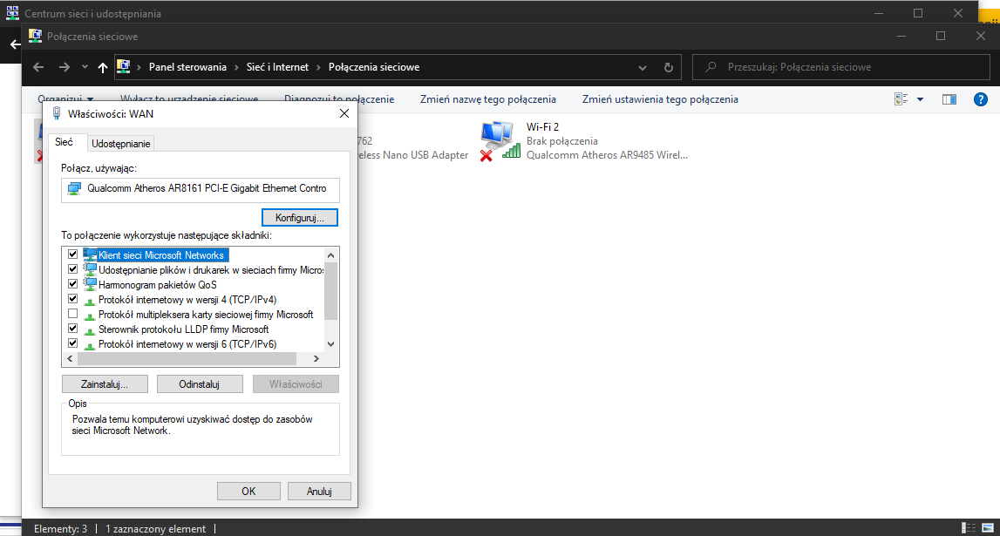 Centrum sieci i udostępniania
Połączenia sieciowe
Panel sterowania
Sieć i Internet
Połączenia sieciowe
Przeszukaj: Połączenia sieciowe
Organizuj
Wyłącz to urządzenie sieciowe
Diagnozuj to połączenie
Zmień nazwę tego połączenia
Zmień ustawienia tego połączenia
Właściwości: WAN
Sieć
Udostępnianie
Połącz, używając:
Qualcomm Atheros AR8161 PCI-E Gigabit Ethernet Contro
Konfiguruj...
To połączenie wykorzystuje następujące składniki:
Klient sieci Microsoft Networks
Udostępnianie plików i drukarek w sieciach firmy Micros
Harmonogram pakietów QoS
Protokół internetowy w wersji 4 (TCP/IPv4)
Protokół multipleksera karty sieciowej firmy Microsoft
Sterownik protokołu LLDP firmy Microsoft
Protokół internetowy w wersji 6 (TCP/IPv6)
Zainstaluj...
Odinstaluj
Właściwości
Opis
Pozwala temu komputerowi uzyskiwać dostęp do zasobów
sieci Microsoft Network.
OK
Anuluj
762
eless Nano USB Adapter
Wi-Fi 2
Brak połączenia
Qualcomm Atheros AR9485 Wirel...
Elementy: 3
1 zaznaczony element